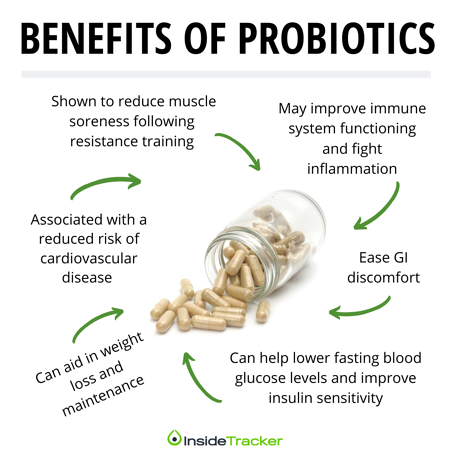 BENEFITS OF PROBIOTICS
Shown to reduce muscle
soreness following
resistance training
May improve immune
system functioning
and fight
inflammation
Associated with a
reduced risk of
cardiovascular
disease
Ease GI
discomfort
Can aid in weight
loss and
maintenance
Can help lower fasting blood
glucose levels and improve
insulin sensitivity
InsideTracker